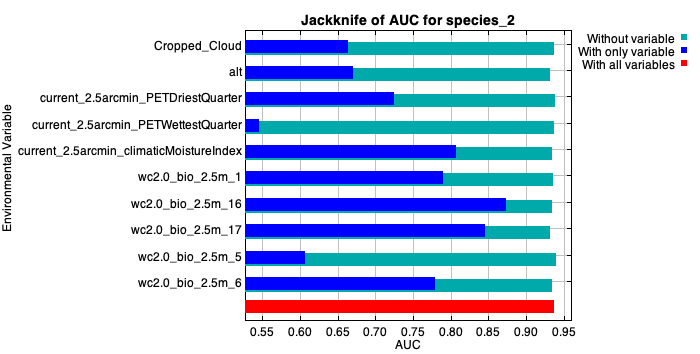 Jackknife of AUC for species_2
Without variable
With only variable
With all variables
Environmental Variable
Cropped_Cloud
alt
current_2.5arcmin_PETDriestQuarter
current_2.5arcmin_PETWettestQuarter
current_2.5arcmin_climaticMoistureIndex
wc2.0_bio_2.5m_1
wc2.0_bio_2.5m_16
wc2.0_bio_2.5m_17
wc2.0_bio_2.5m_5
wc2.0_bio_2.5m_6
0.55 0.60 0.65 0.70 0.75 0.80 0.85 0.90 0.95
AUC